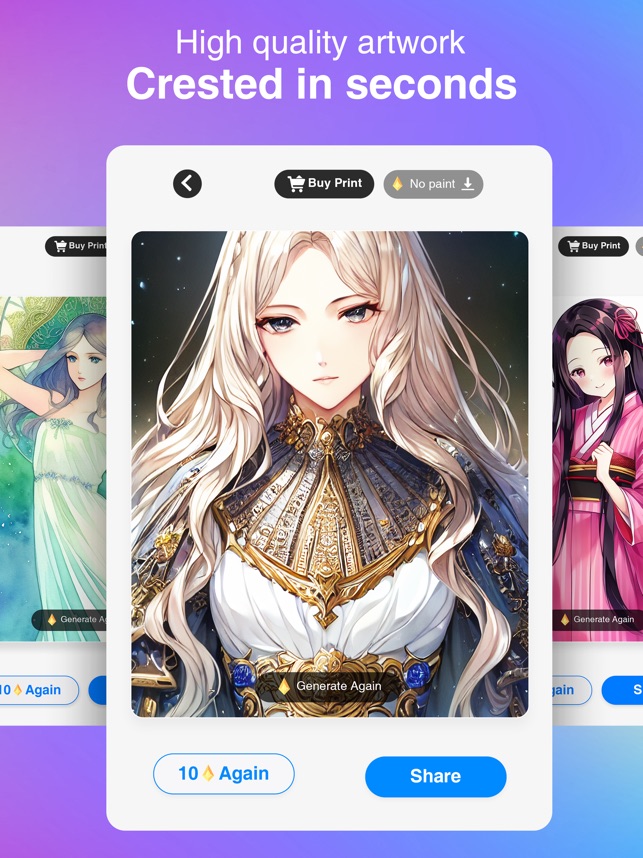 High quality artwork
Crested in seconds
Buy Print
No paint
Buy Print
Buy Print
Generate Again
Generate Ag
Generate Again
10 Again
Share
10 Again
gain
S